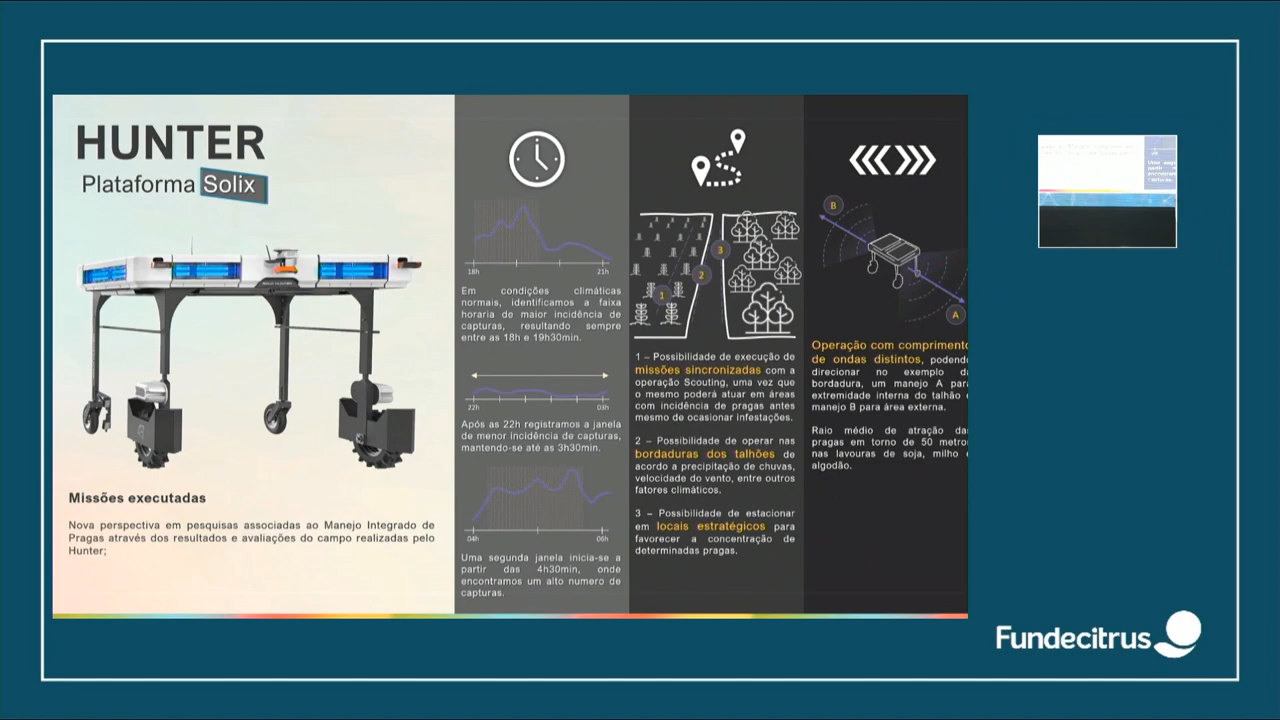 HUNTER
Plataforma Solix
Missões executadas
Nova perspectiva em pesquisas associadas ao Manejo Integrado de
Pragas através dos resultados e avaliações do campo realizadas pelo
Hunter;
18h 21h
Em condições climáticas
normais, identificamos a faixa
horaria de maior incidência de
capturas, resultando sempre
entre as 18h e 19h30min.
22h 03h
Após as 22h registramos a janela
de menor incidência de capturas,
mantendo-se até as 3h30min.
04h 06h
Uma segunda janela inicia-se a
partir das 4h30min, onde
encontramos um alto numero de
capturas.
1
2
3
1 – Possibilidade de execução de
missões sincronizadas com a
operação Scouting, uma vez que
o mesmo poderá atuar em áreas
com incidência de pragas antes
mesmo de ocasionar infestações.
2 – Possibilidade de operar nas
bordaduras dos talhões de
acordo a precipitação de chuvas,
velocidade do vento, entre outros
fatores climáticos.
3 – Possibilidade de estacionar
em locais estratégicos para
favorecer a concentração de
determinadas pragas.
B
A
Operação com comprimento
de ondas distintos, podendo
direcionar no exemplo da
bordadura, um manejo A para
extremidade interna do talhão e
manejo B para área externa.
Raio médio de atração das
pragas em torno de 50 metros
nas lavouras de soja, milho e
algodão.
Fundecitrus